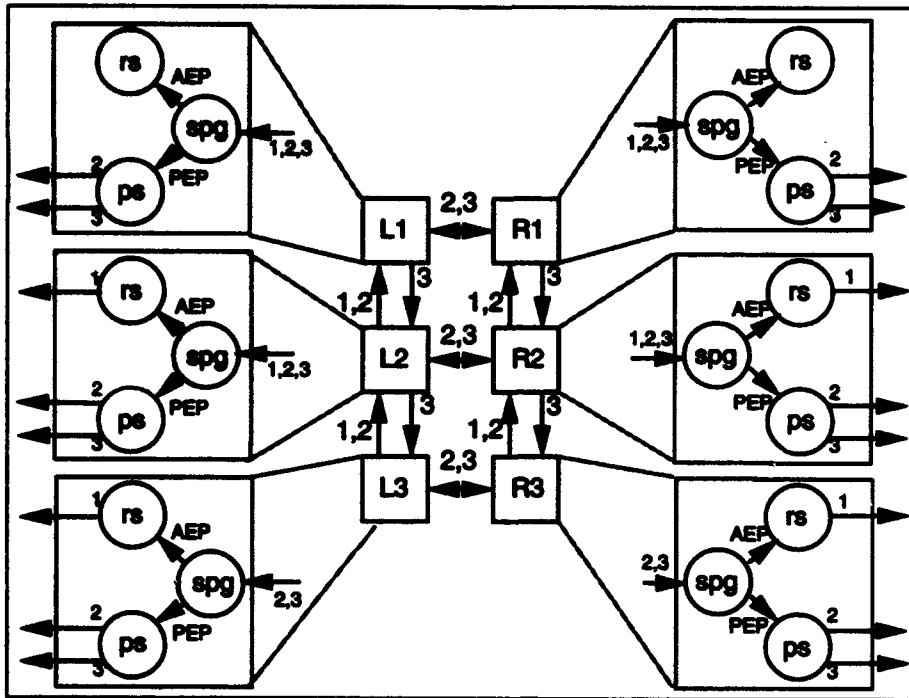 rs
AEP
spg
1,2,3
2
ps
PEP
3
rs
AEP
spg
1,2,3
PEP
2
ps
3
L1
2,3
R1
1,2
3
1,2
3
1
rs
AEP
spg
1,2,3
2
ps
PEP
3
L2
2,3
R2
1
rs
AEP
1,2,3
spg
PEP
2
ps
3
1,2
3
1,2
3
L3
2,3
R3
1
rs
AEP
spg
2,3
2
ps
PEP
3
1
rs
AEP
2,3
spg
PEP
2
ps
3